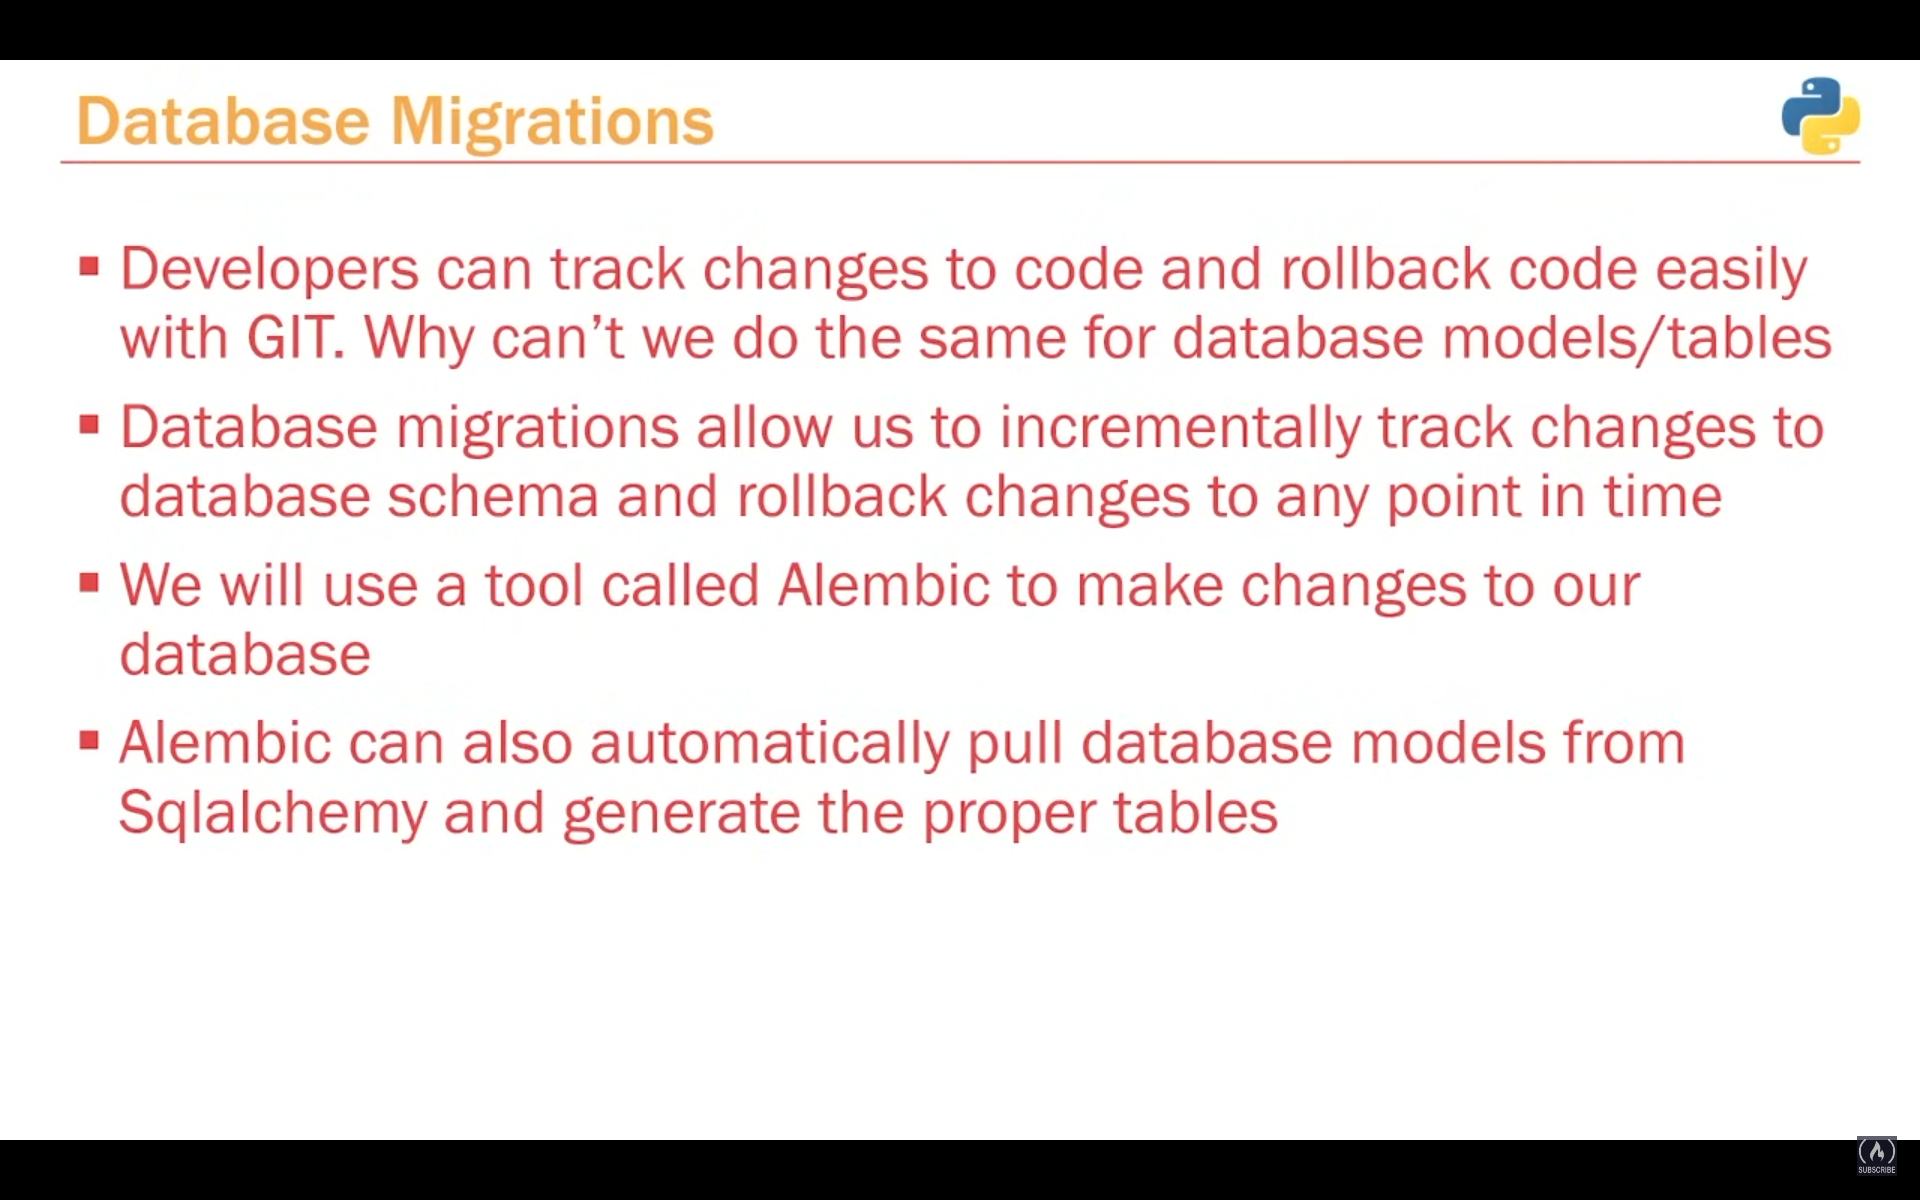 Database Migrations
▪ Developers can track changes to code and rollback code easily
with GIT. Why can’t we do the same for database models/tables
▪ Database migrations allow us to incrementally track changes to
database schema and rollback changes to any point in time
▪ We will use a tool called Alembic to make changes to our
database
▪ Alembic can also automatically pull database models from
Sqlalchemy and generate the proper tables
SUBSCRIBE